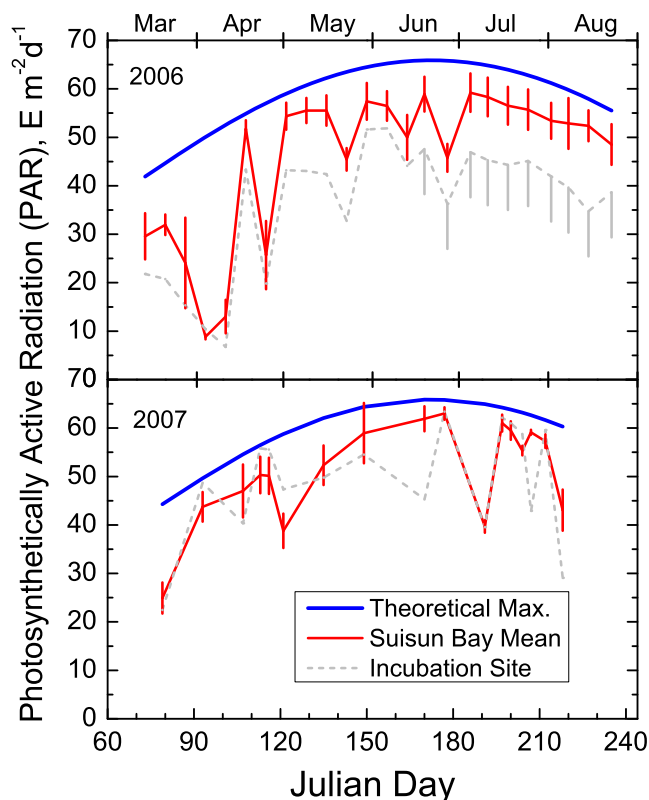 Mar Apr May Jun Jul Aug
Photosynthetically Active Radiation (PAR), E m⁻²d⁻¹
70
2006
60
50
40
30
20
10
70
2007
60
50
40
30
20
10
0
Theoretical Max.
Suisun Bay Mean
Incubation Site
60 90 120 150 180 210 240
Julian Day